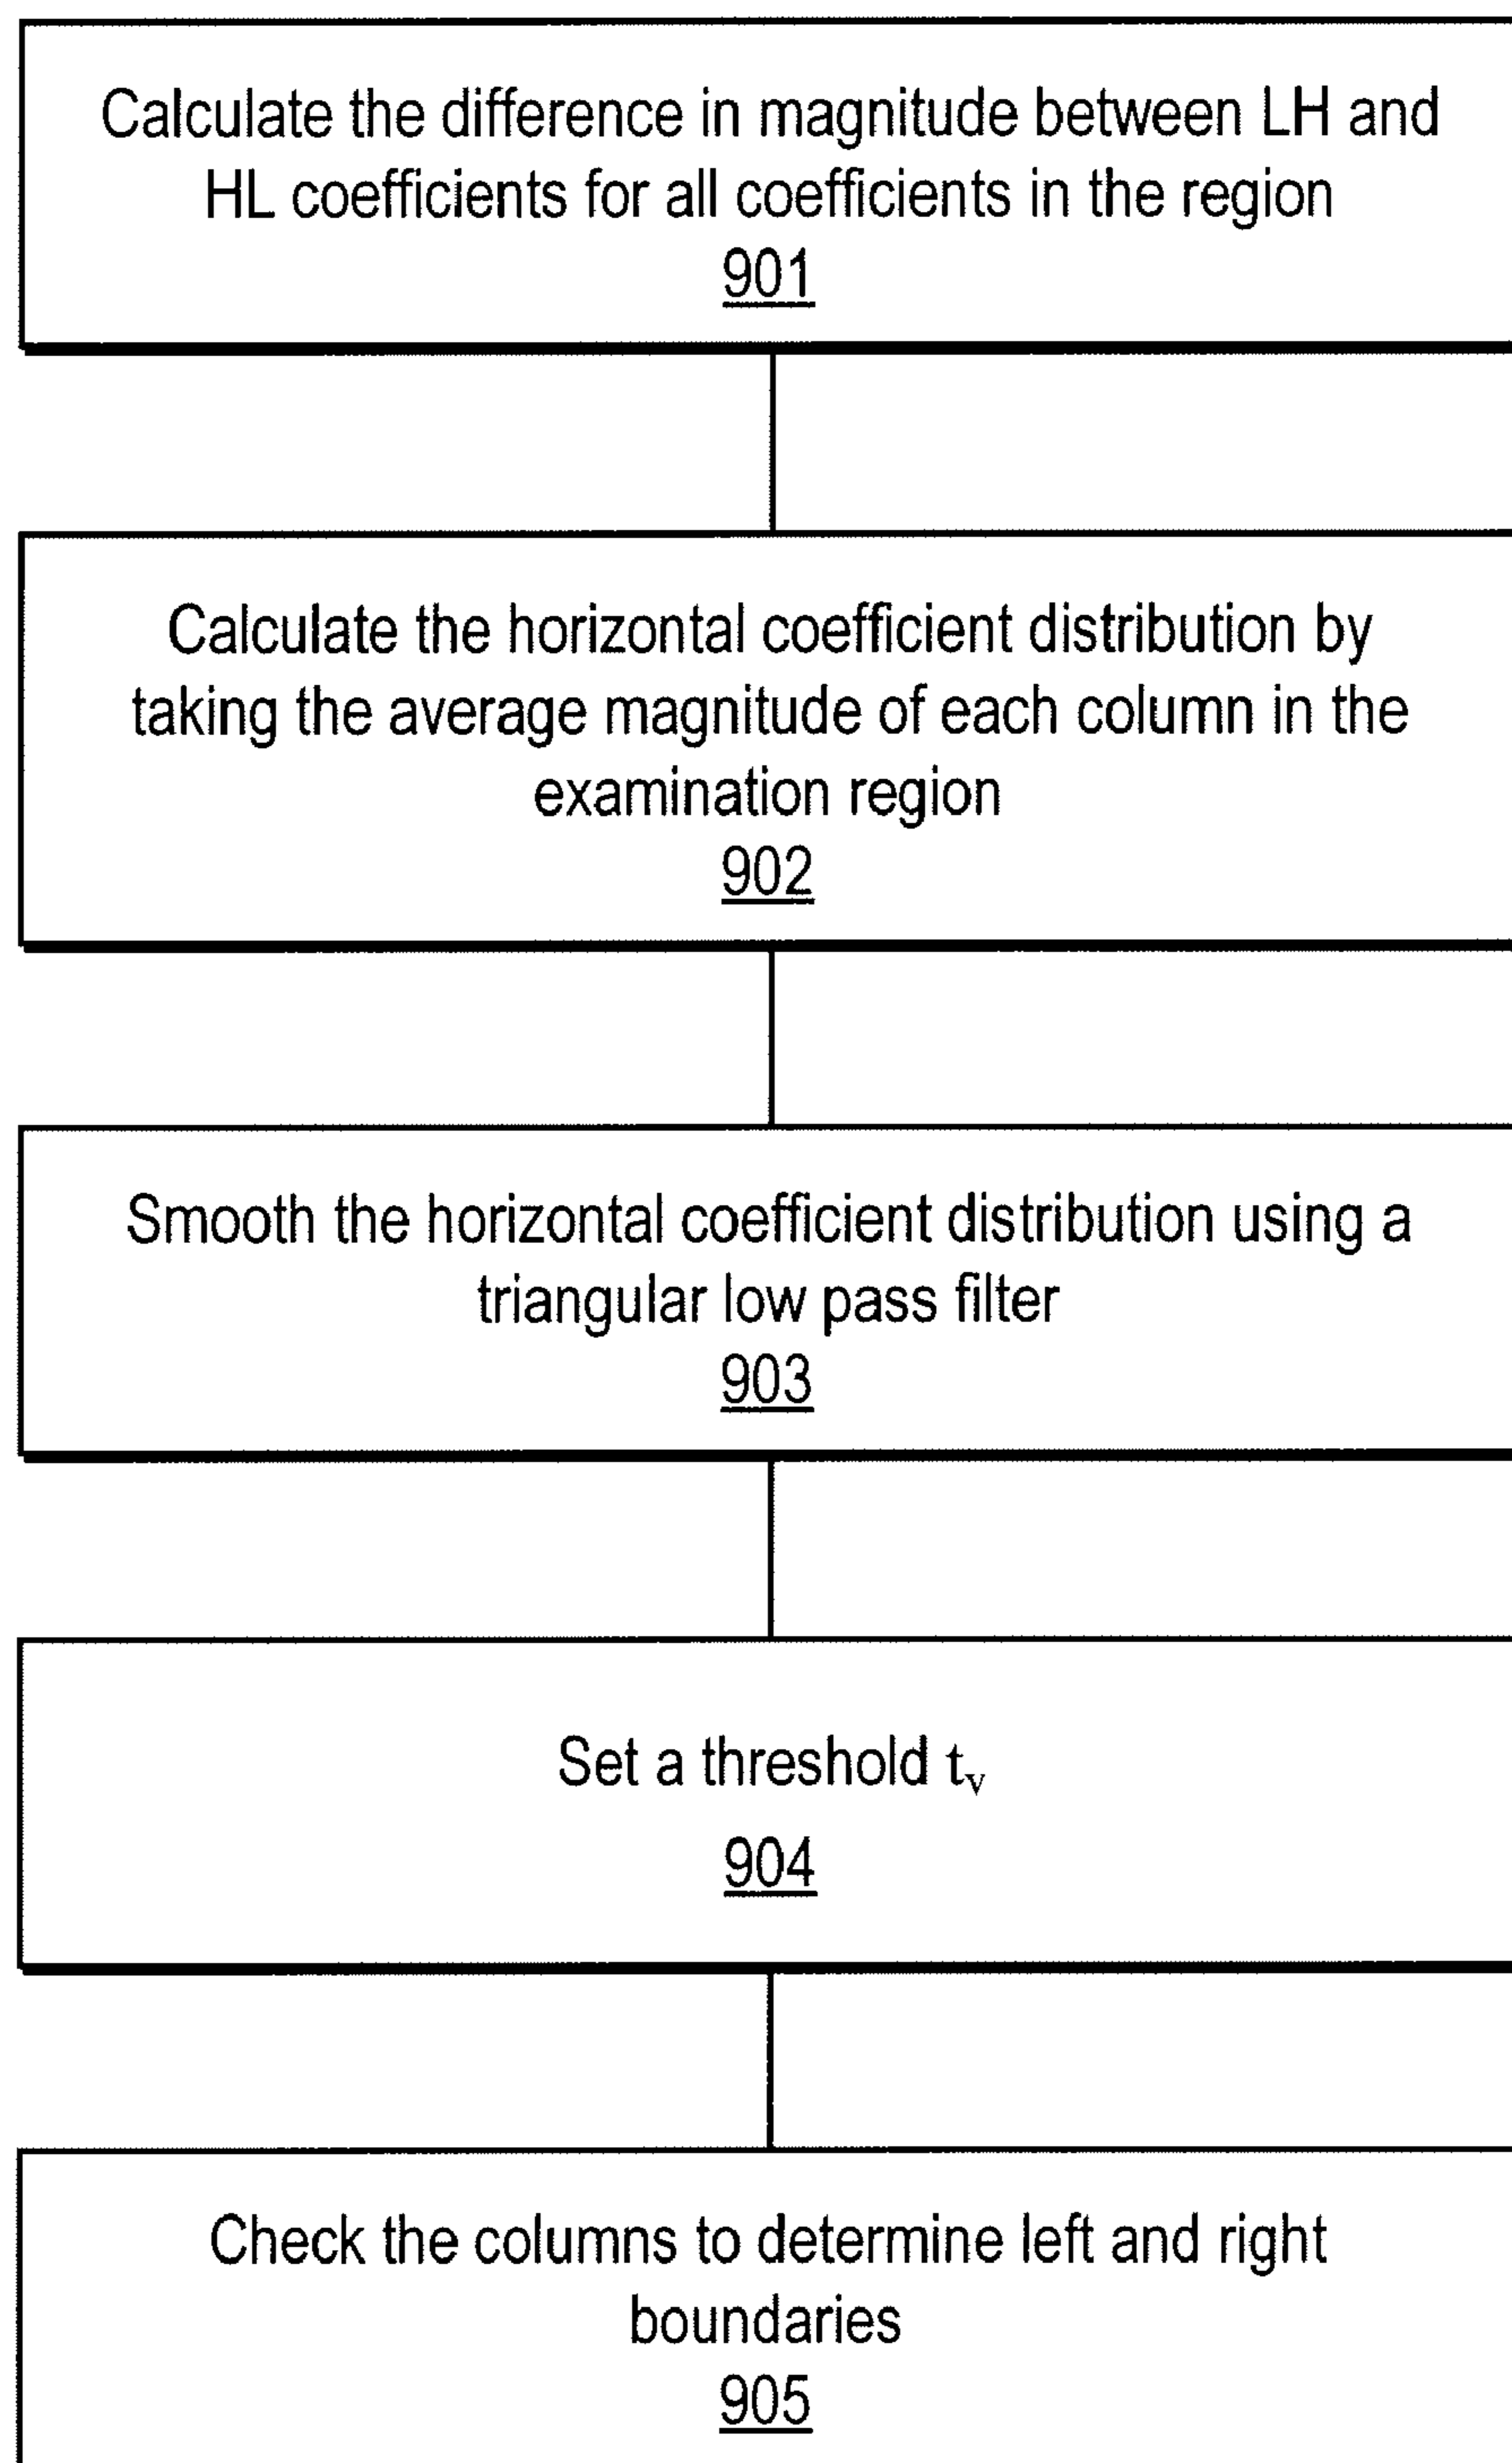 Calculate the difference in magnitude between LH and
HL coefficients for all coefficients in the region
901
Calculate the horizontal coefficient distribution by
taking the average magnitude of each column in the
examination region
902
Smooth the horizontal coefficient distribution using a
triangular low pass filter
903
Set a threshold tᵥ
904
Check the columns to determine left and right
boundaries
905